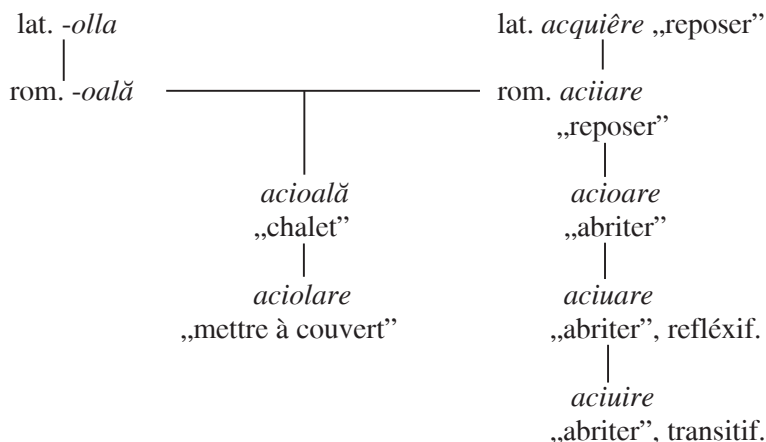 lat. -olla
lat. acquiêre „reposer”
rom. -oală
rom. aciiare
„reposer”
acioală
„chalet”
acioare
„abriter”
aciolare
„mettre à couvert”
aciuare
„abriter”, refléxif.
aciuire
„abriter”, transitif.